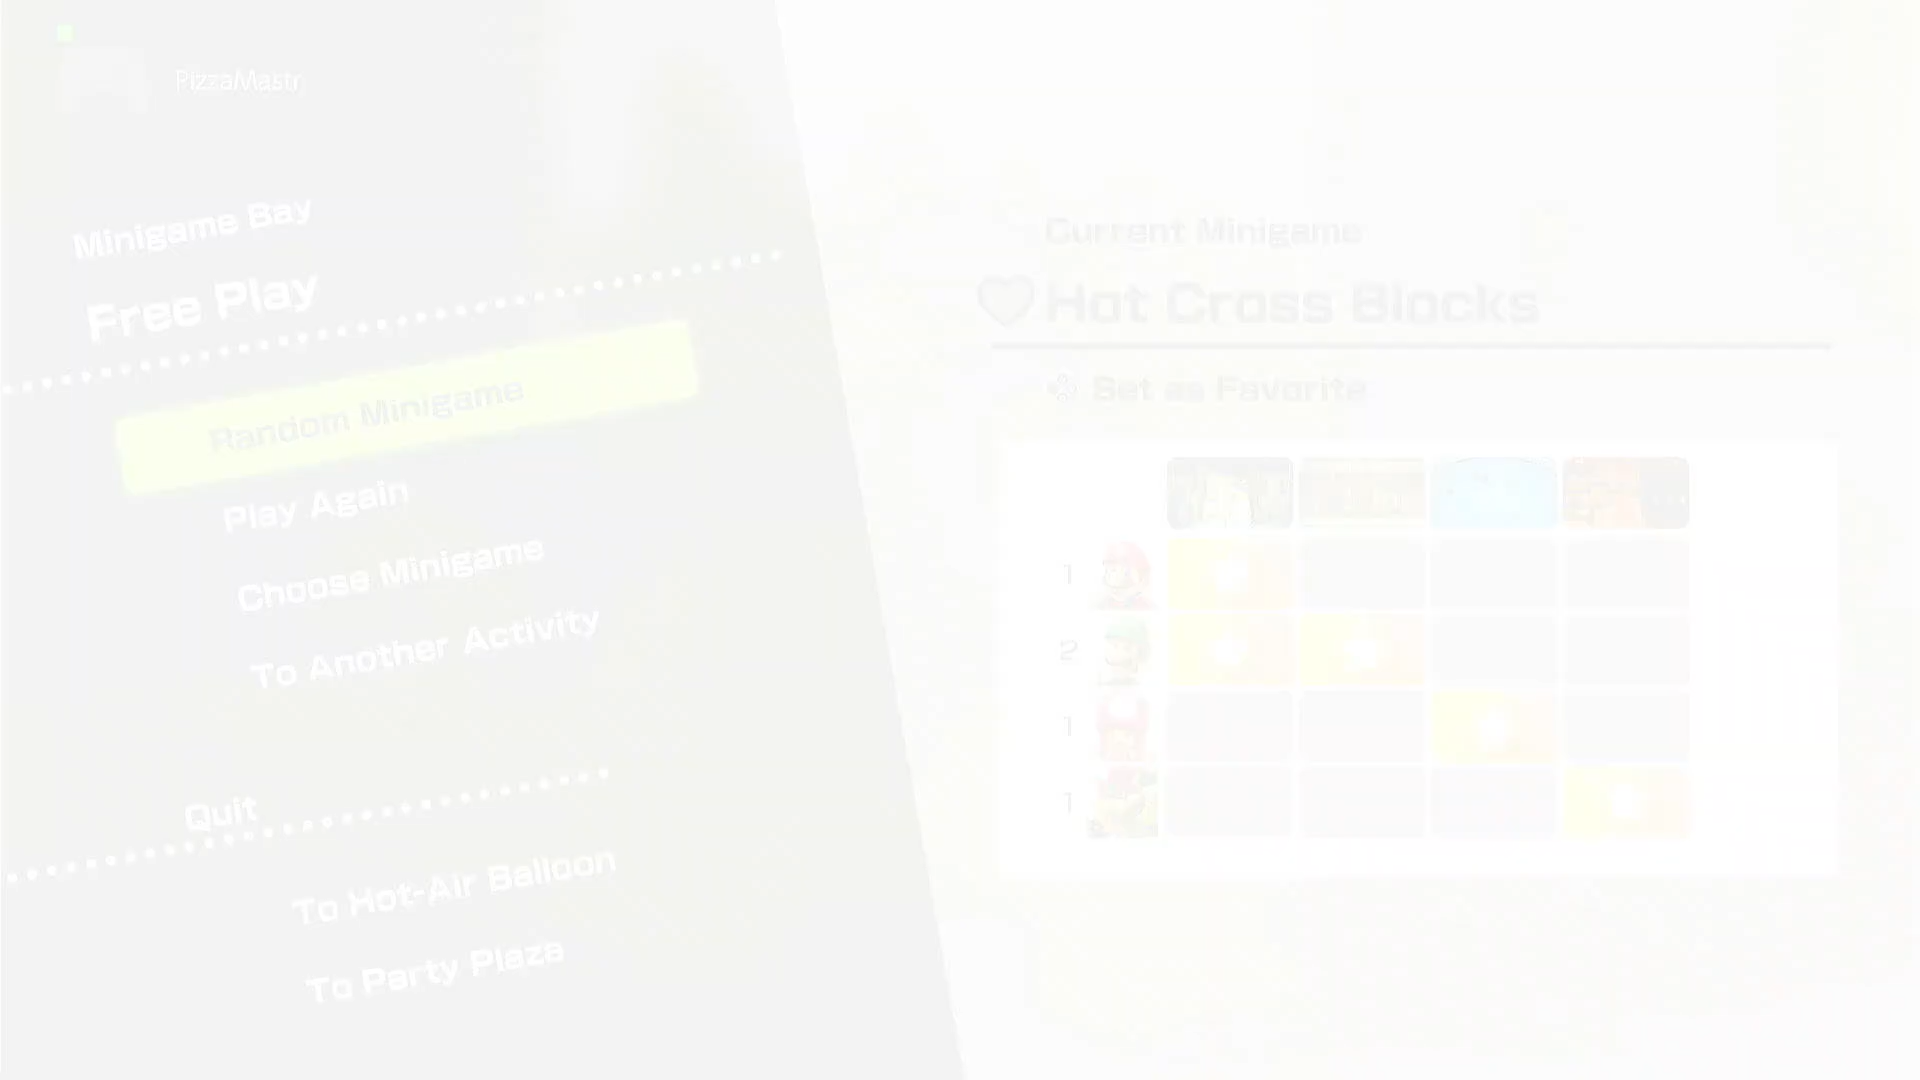 PizzaMastr
Minigame Bay
Free Play
Random Minigame
Play Again
Choose Minigame
To Another Activity
Quit
To Hot-Air Balloon
To Party Plaza
Current Minigame
Hot Cross Blocks
Set as Favorite
1
2
1
1